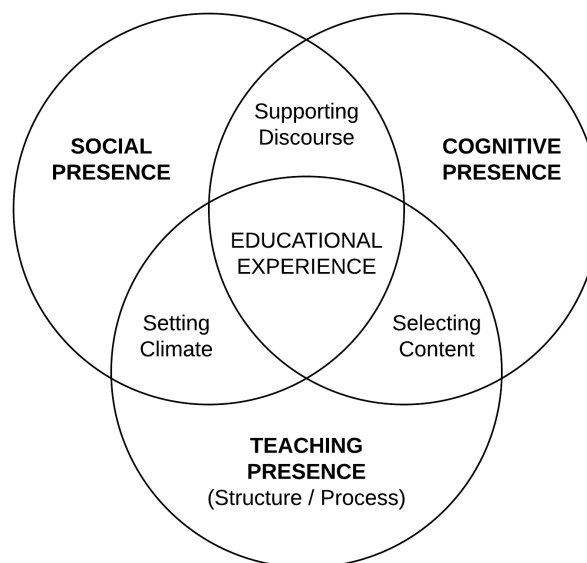 Supporting
Discourse
SOCIAL
PRESENCE
COGNITIVE
PRESENCE
EDUCATIONAL
EXPERIENCE
Setting
Climate
Selecting
Content
TEACHING
PRESENCE
(Structure / Process)